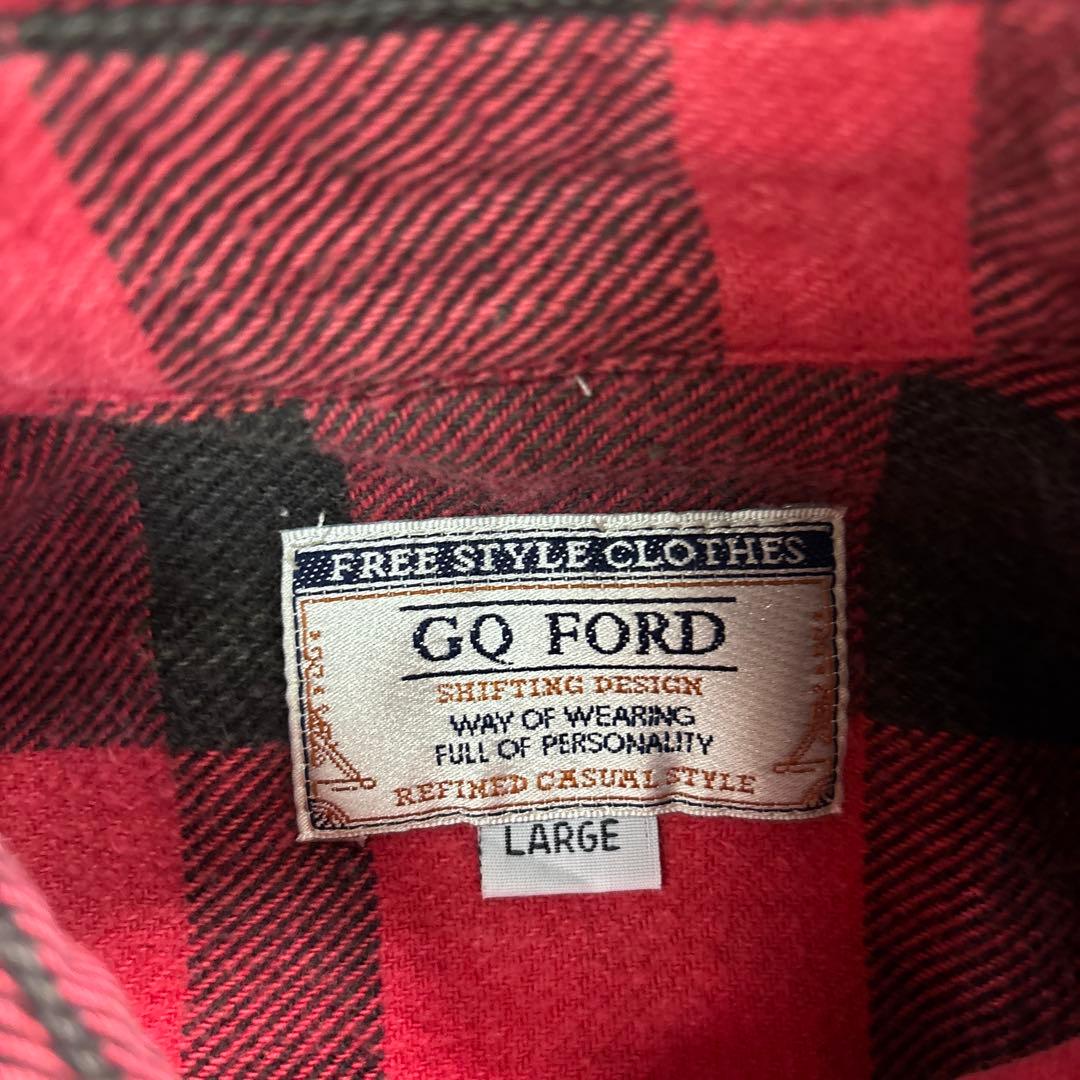 FREE STYLE CLOTHES
GQ FORD
SHIFTING DESIGN
WAY OF WEARING
FULL OF PERSONALITY
REFINED CASUAL STYLE
LARGE